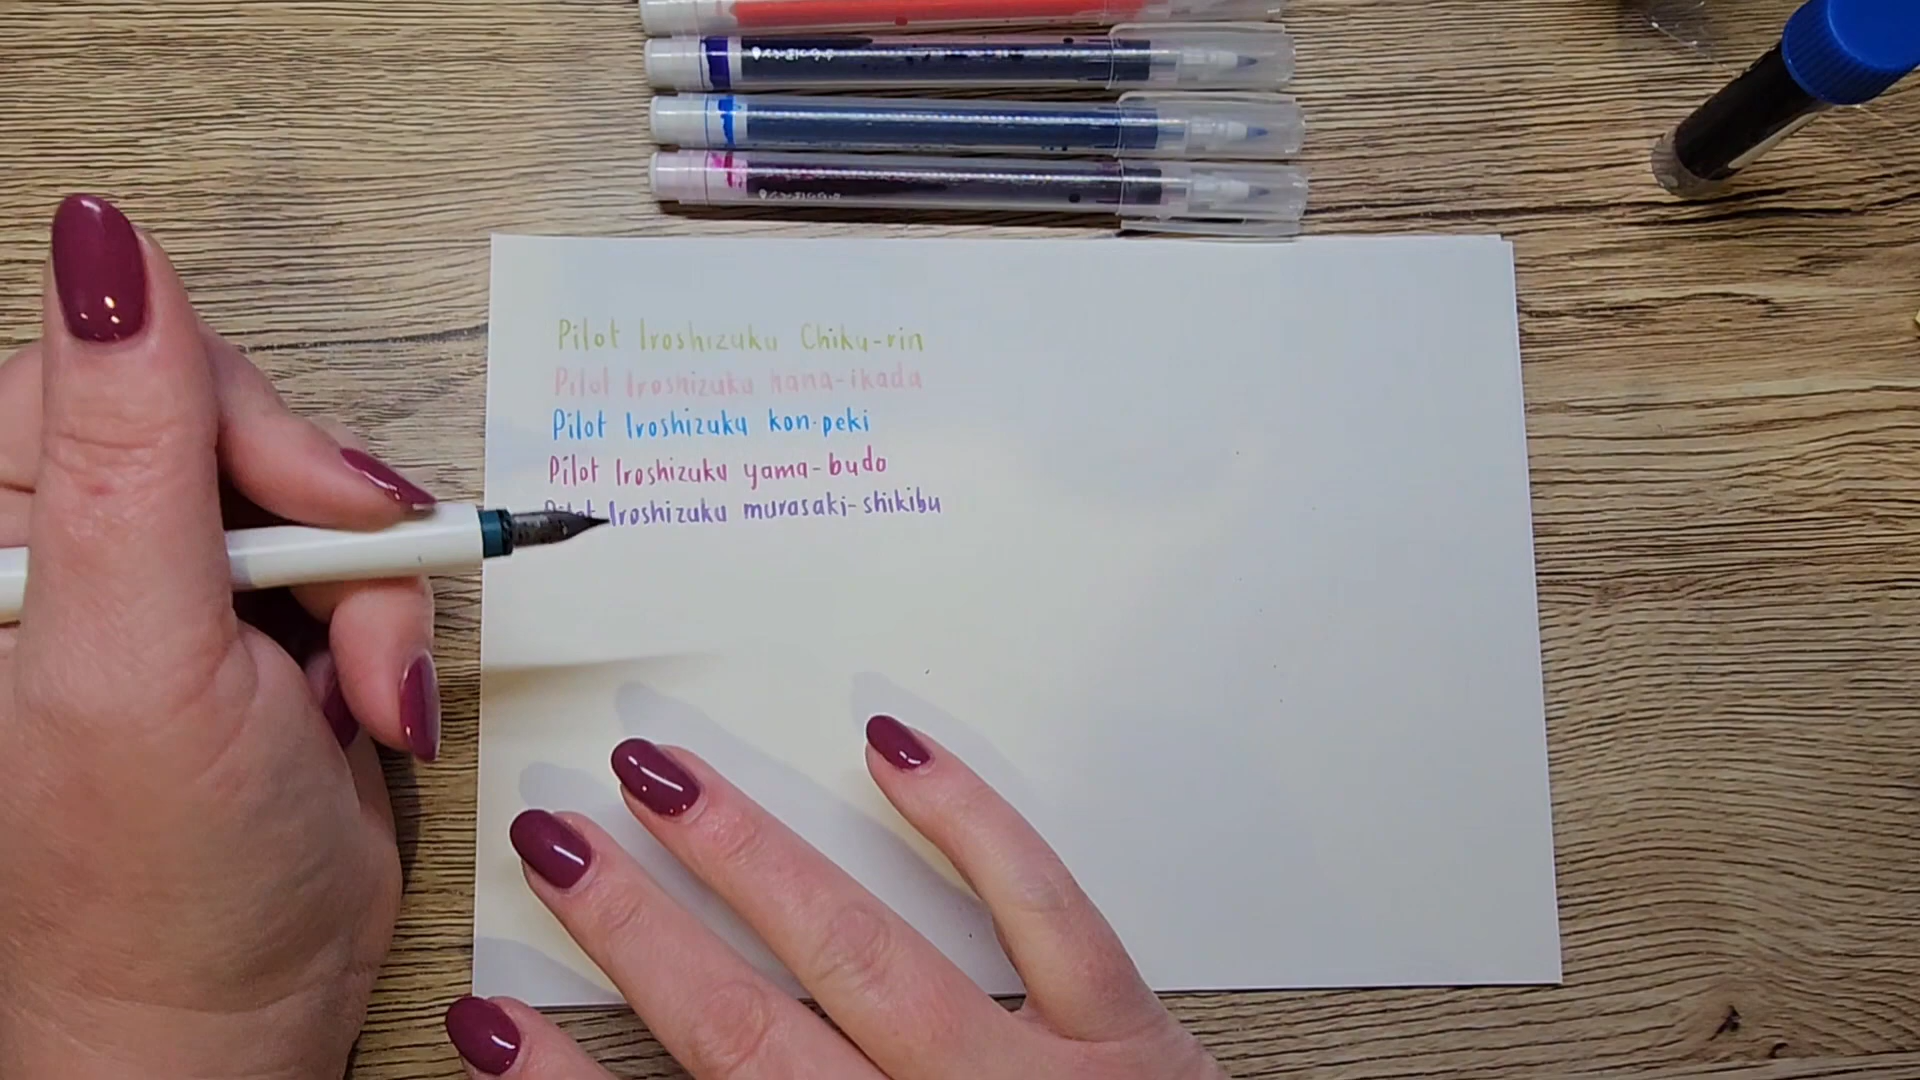 Pilot Iroshizuku Chiku-rin
Pilot Iroshizuku hana-ikada
Pilot Iroshizuku kon-peki
Pilot Iroshizuku yama-budo
Pilot Iroshizuku murasaki-shikibu